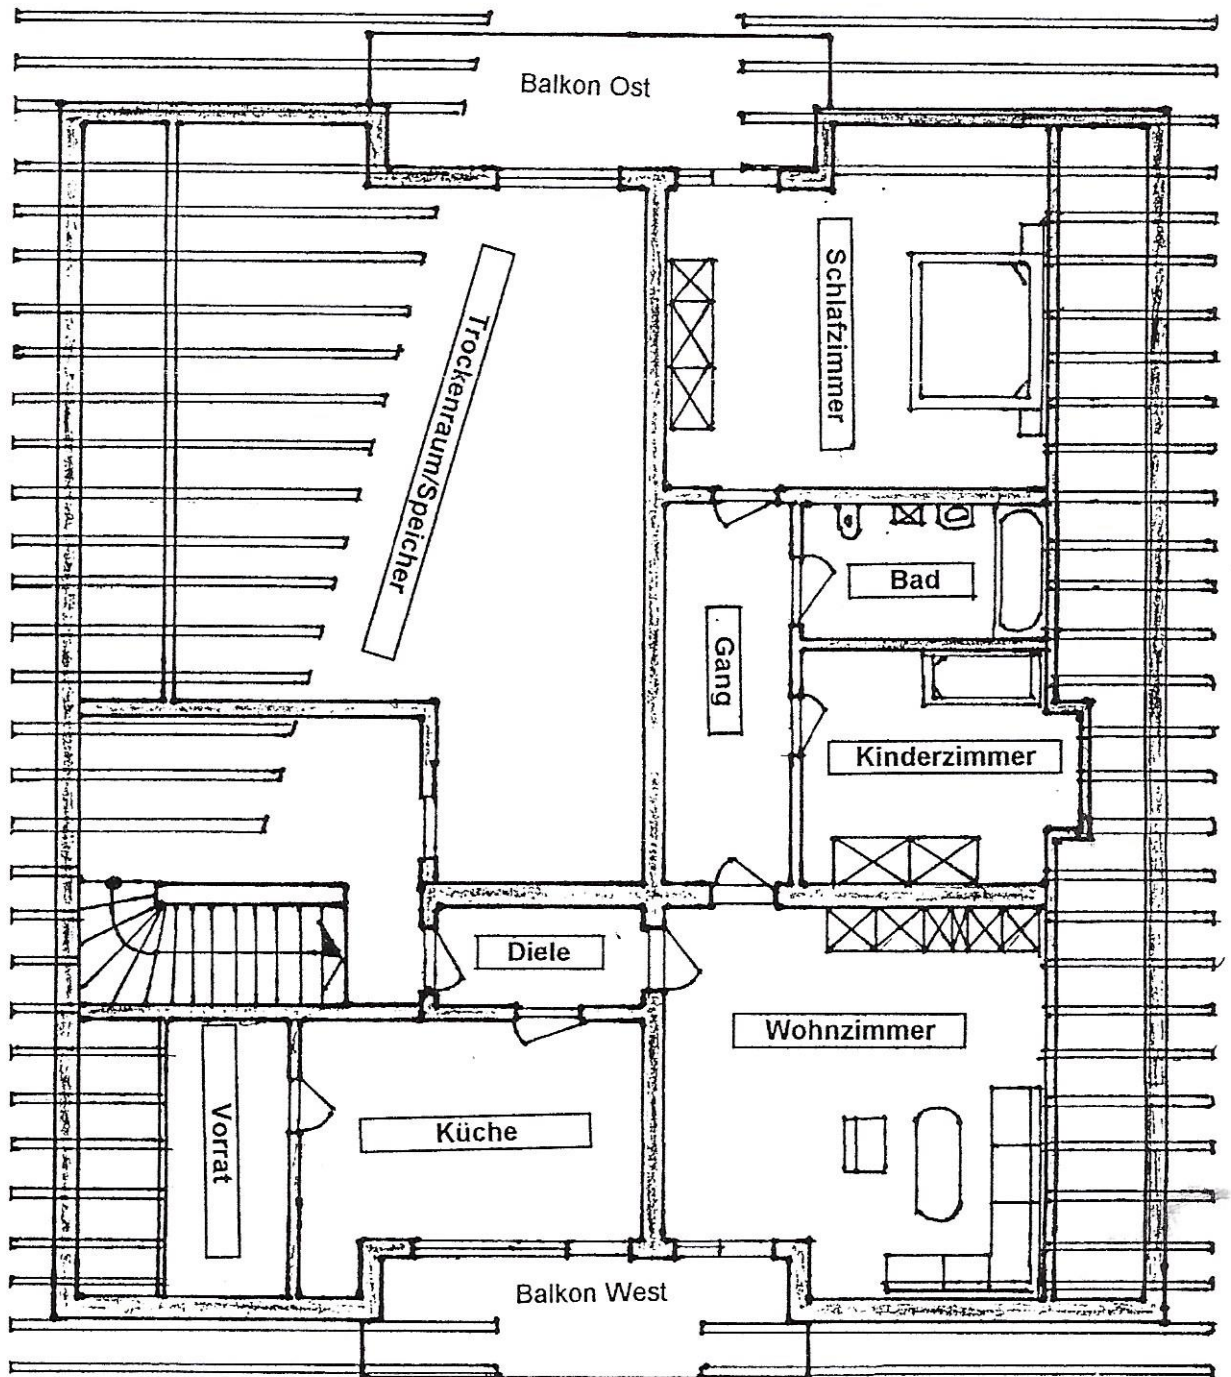 Balkon Ost
Schlafzimmer
Trockenraum/Speicher
Bad
Gang
Kinderzimmer
Diele
Wohnzimmer
Vorrat
Küche
Balkon West